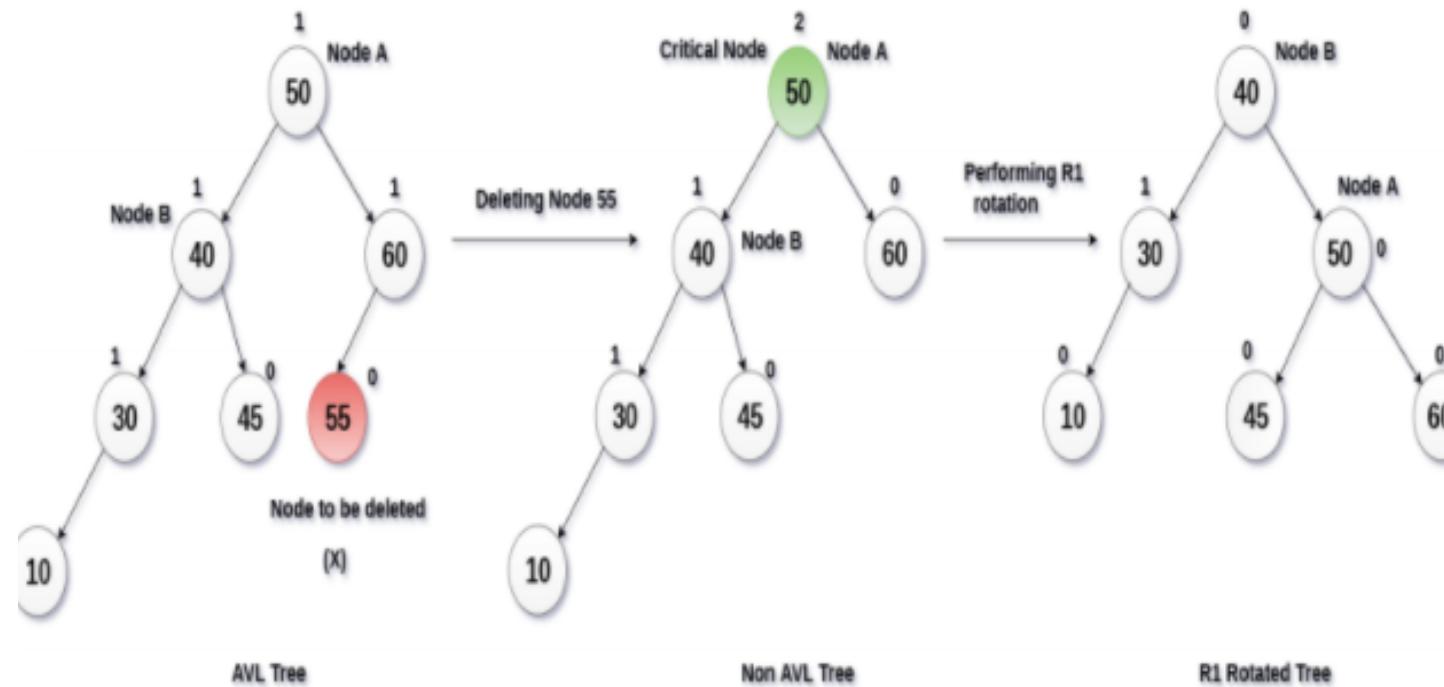 1
Node A
50
1
Node B
40
1
60
1
30
0
45
0
55
10
Node to be deleted
(X)
AVL Tree
Deleting Node 55
2
Critical Node
Node A
50
1
40
Node B
0
60
1
30
0
45
10
Non AVL Tree
Performing R1
rotation
0
Node B
40
1
30
Node A
50
0
0
10
0
45
0
60
R1 Rotated Tree